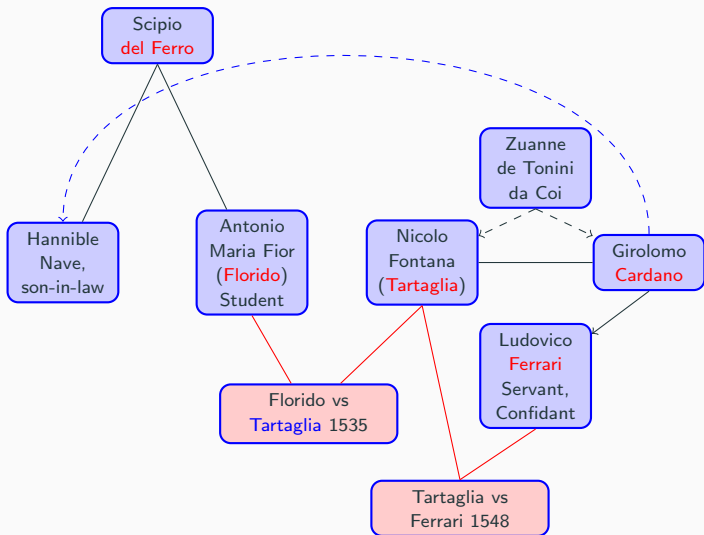 Scipio
del Ferro
Zuanne
de Tonini
da Coi
Hannible
Nave,
son-in-law
Antonio
Maria Fior
(Florido)
Student
Nicolo
Fontana
(Tartaglia)
Girolomo
Cardano
Ludovico
Ferrari
Servant,
Confidant
Florido vs
Tartaglia 1535
Tartaglia vs
Ferrari 1548